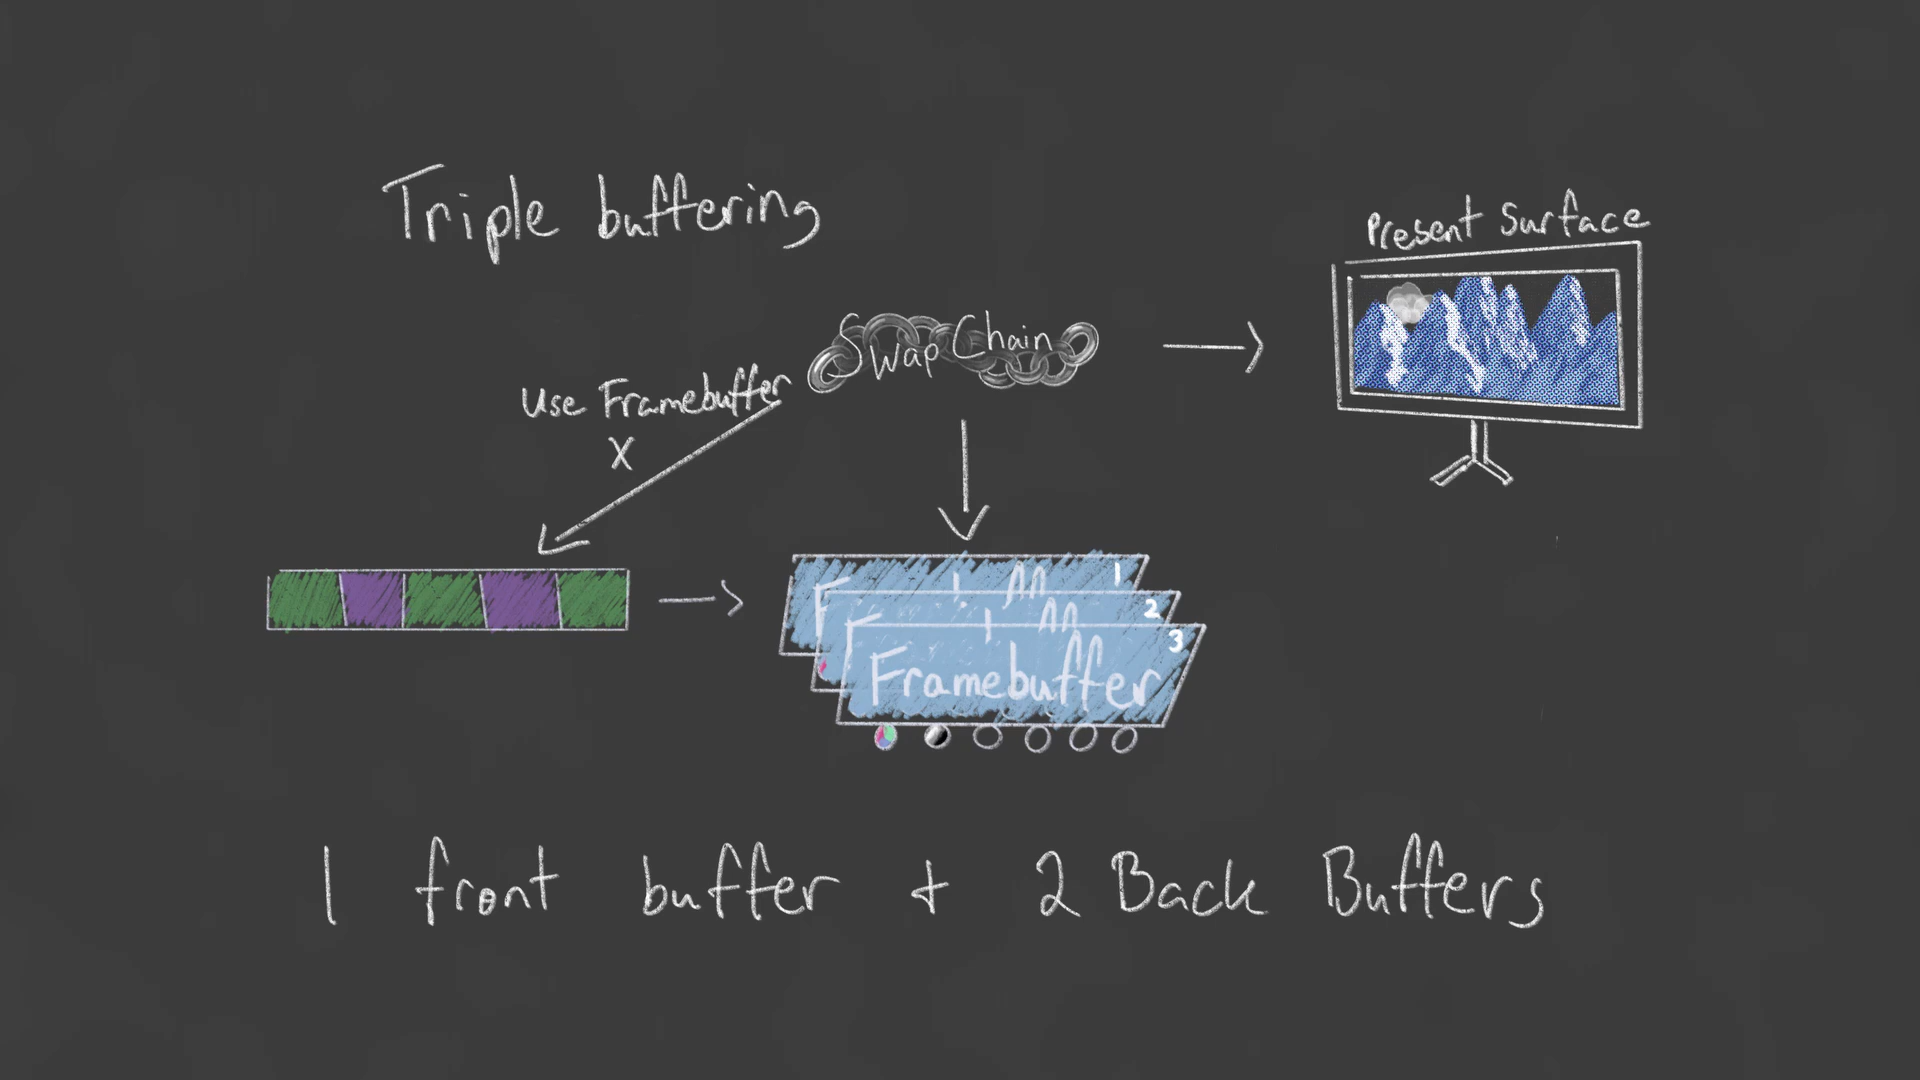 Triple buffering
Present Surface
Swap Chain
Use Framebuffer
X
1
2
3
Framebuffer
1 front buffer + 2 Back Buffers